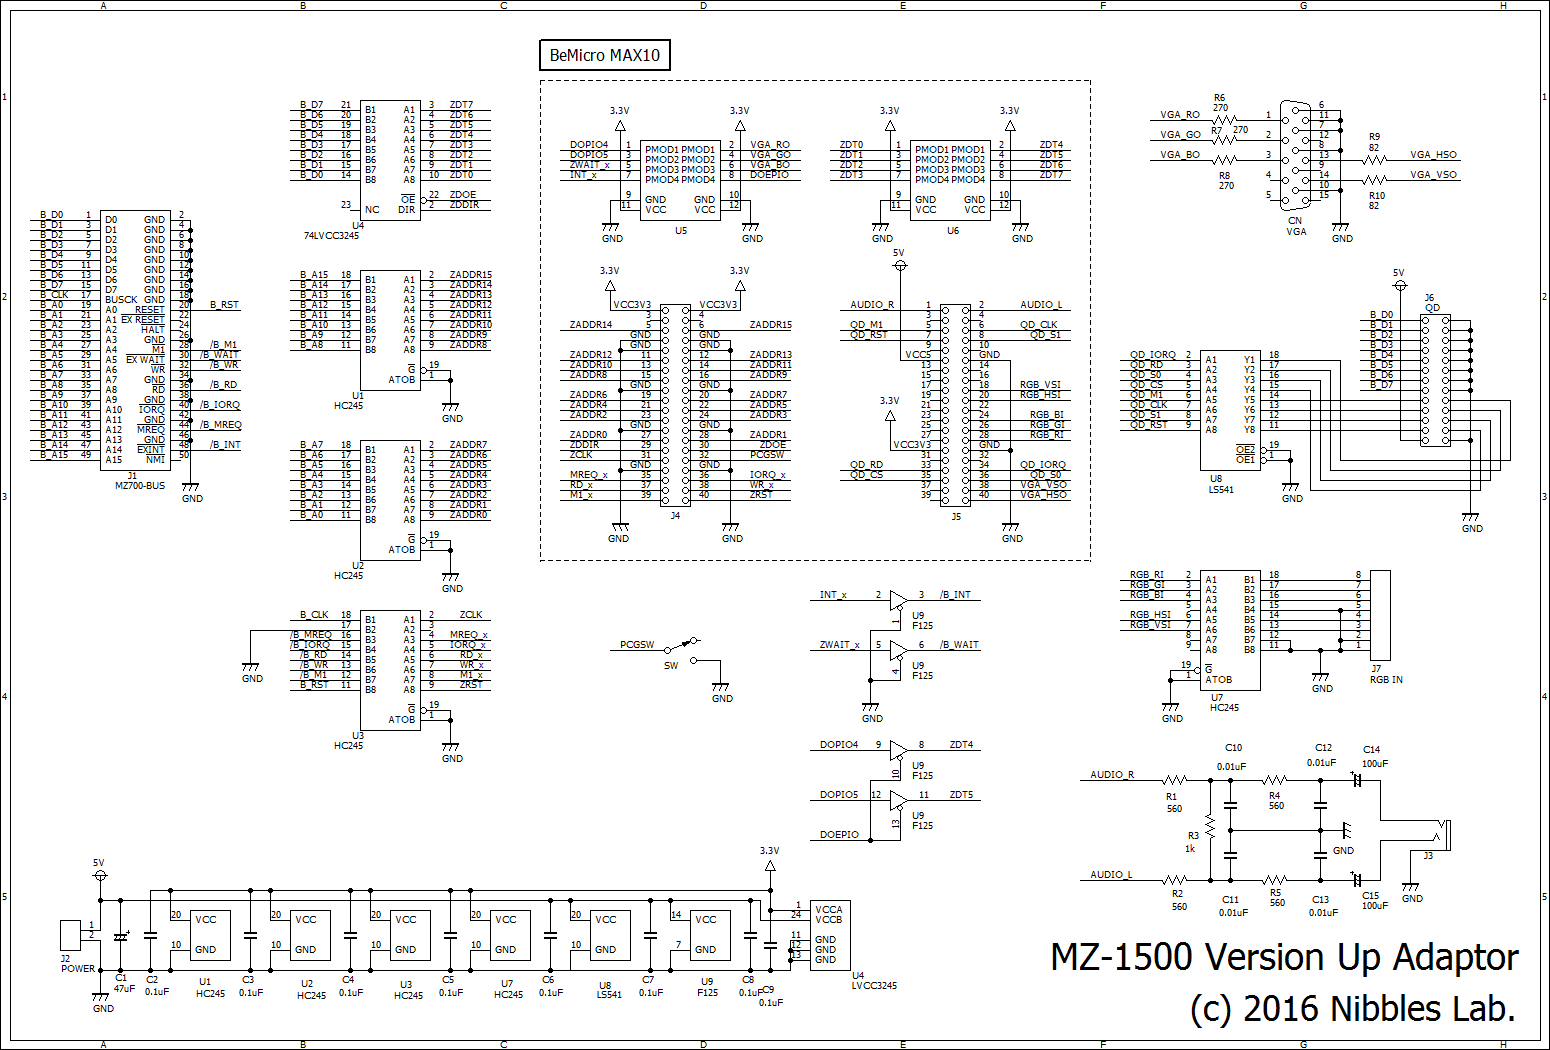 A B C D E F G H
1
2
3
4
5
BeMicro MAX10
B_D7 21 B1 A1 3 ZDT7
B_D6 20 B2 A2 4 ZDT6
B_D5 19 B3 A3 5 ZDT5
B_D4 18 B4 A4 6 ZDT4
B_D3 17 B5 A5 7 ZDT3
B_D2 16 B6 A6 8 ZDT2
B_D1 15 B7 A7 9 ZDT1
B_D0 14 B8 A8 10 ZDT0
OE 22 ZDOE
23 NC DIR 2 ZDDIR
U4
74LVCC3245
B_D0 1 D0 GND 2
B_D1 3 D1 GND 4
B_D2 5 D2 GND 6
B_D3 7 D3 GND 8
B_D4 9 D4 GND 10
B_D5 11 D5 GND 12
B_D6 13 D6 GND 14
B_D7 15 D7 GND 16
B_CLK 17 BUSCK GND 18
B_A0 19 A0 RESET 20 B_RST
B_A1 21 A1 EX RESET 22
B_A2 23 A2 HALT 24
B_A3 25 A3 GND 26
B_A4 27 A4 M1 28 /B_M1
B_A5 29 A5 EX WAIT 30 /B_WAIT
B_A6 31 A6 WR 32 /B_WR
B_A7 33 A7 GND 34
B_A8 35 A8 RD 36 /B_RD
B_A9 37 A9 GND 38
B_A10 39 A10 IORQ 40 /B_IORQ
B_A11 41 A11 GND 42
B_A12 43 A12 MREQ 44 /B_MREQ
B_A13 45 A13 GND 46
B_A14 47 A14 EXINT 48 /B_INT
B_A15 49 A15 NMI 50
J1
MZ700-BUS
GND
B_A15 18 B1 A1 2 ZADDR15
B_A14 17 B2 A2 3 ZADDR14
B_A13 16 B3 A3 4 ZADDR13
B_A12 15 B4 A4 5 ZADDR12
B_A11 14 B5 A5 6 ZADDR11
B_A10 13 B6 A6 7 ZADDR10
B_A9 12 B7 A7 8 ZADDR9
B_A8 11 B8 A8 9 ZADDR8
G 19
ATOB 1
U1
HC245
GND
B_A7 18 B1 A1 2 ZADDR7
B_A6 17 B2 A2 3 ZADDR6
B_A5 16 B3 A3 4 ZADDR5
B_A4 15 B4 A4 5 ZADDR4
B_A3 14 B5 A5 6 ZADDR3
B_A2 13 B6 A6 7 ZADDR2
B_A1 12 B7 A7 8 ZADDR1
B_A0 11 B8 A8 9 ZADDR0
G 19
ATOB 1
U2
HC245
GND
B_CLK 18 B1 A1 2 ZCLK
17 B2 A2 3
/B_MREQ 16 B3 A3 4 MREQ_x
/B_IORQ 15 B4 A4 5 IORQ_x
/B_RD 14 B5 A5 6 RD_x
/B_WR 13 B6 A6 7 WR_x
/B_M1 12 B7 A7 8 M1_x
B_RST 11 B8 A8 9 ZRST
G 19
ATOB 1
U3
HC245
GND
GND
3.3V 3.3V
DOPIO4 1 PMOD1 PMOD1 2 VGA_RO
DOPIO5 3 PMOD2 PMOD2 4 VGA_GO
ZWAIT_x 5 PMOD3 PMOD3 6 VGA_BO
INT_x 7 PMOD4 PMOD4 8 DOEPIO
9 GND GND 10
11 VCC VCC 12
GND U5 GND
3.3V 3.3V
ZDT0 1 PMOD1 PMOD1 2 ZDT4
ZDT1 3 PMOD2 PMOD2 4 ZDT5
ZDT2 5 PMOD3 PMOD3 6 ZDT6
ZDT3 7 PMOD4 PMOD4 8 ZDT7
9 GND GND 10
11 VCC VCC 12
GND U6 GND
3.3V 3.3V
VCC3V3 VCC3V3
3 4
ZADDR14 5 6 ZADDR15
GND GND
GND GND
ZADDR12 11 12 ZADDR13
ZADDR10 13 14 ZADDR11
ZADDR8 15 16 ZADDR9
GND GND
ZADDR6 19 20 ZADDR7
ZADDR4 21 22 ZADDR5
ZADDR2 23 24 ZADDR3
GND GND
ZADDR0 27 28 ZADDR1
ZDDIR 29 30 ZDOE
ZCLK 31 32 PCGSW
GND GND
MREQ_x 35 36 IORQ_x
RD_x 37 38 WR_x
M1_x 39 40 ZRST
GND J4 GND
5V
AUDIO_R 1 2 AUDIO_L
3 4
QD_M1 5 6 QD_CLK
QD_RST 7 8 QD_S1
9 10
VCC5 GND
13 14
15 16
17 18 RGB_VSI
19 20 RGB_HSI
21 22
23 24 RGB_BI
25 26 RGB_GI
27 28 RGB_RI
VCC3V3 GND
31 32
QD_RD 33 34 QD_IORQ
QD_CS 35 36 QD_S0
37 38 VGA_VSO
39 40 VGA_HSO
3.3V
GND
J5
GND
PCGSW
SW
GND
INT_x 2 3 /B_INT
1 U9
F125
ZWAIT_x 5 6 /B_WAIT
4 U9
F125
GND
DOPIO4 9 8 ZDT4
10 U9
F125
DOPIO5 12 11 ZDT5
13 U9
F125
DOEPIO
VGA_RO R6 270 1 6
11
VGA_GO R7 270 2 7
12
VGA_BO R8 270 3 8
13 R9 82 VGA_HSO
4 9
14 R10 82 VGA_VSO
5 10
15
CN
VGA
GND
5V
J6
QD
B_D0
B_D1
B_D2
B_D3
B_D4
B_D5
B_D6
B_D7
GND
QD_IORQ 2 A1 Y1 18
QD_RD 3 A2 Y2 17
QD_S0 4 A3 Y3 16
QD_CS 5 A4 Y4 15
QD_M1 6 A5 Y5 14
QD_CLK 7 A6 Y6 13
QD_S1 8 A7 Y7 12
QD_RST 9 A8 Y8 11
OE2 19
OE1 1
U8
LS541
GND
RGB_RI 2 A1 B1 18 8
RGB_GI 3 A2 B2 17 7
RGB_BI 4 A3 B3 16 6
5 A4 B4 15 5
RGB_HSI 6 A5 B5 14 4
RGB_VSI 7 A6 B6 13 3
8 A7 B7 12 2
9 A8 B8 11 1
19 G
1 ATOB
U7
HC245
GND
GND
J7
RGB IN
AUDIO_R
R1
560
C10
0.01uF
R4
560
C12
0.01uF
C14
100uF
R3
1k
GND
J3
GND
AUDIO_L
R2
560
C11
0.01uF
R5
560
C13
0.01uF
C15
100uF
5V
3.3V
1
2
J2
POWER
GND
C1
47uF
C2
0.1uF
20 VCC
10 GND
U1
HC245
C3
0.1uF
20 VCC
10 GND
U2
HC245
C4
0.1uF
20 VCC
10 GND
U3
HC245
C5
0.1uF
20 VCC
10 GND
U7
HC245
C6
0.1uF
20 VCC
10 GND
U8
LS541
C7
0.1uF
14 VCC
7 GND
U9
F125
C8
0.1uF
C9
0.1uF
1 VCCA
24 VCCB
11 GND
12 GND
13 GND
U4
LVCC3245
MZ-1500 Version Up Adaptor
(c) 2016 Nibbles Lab.
A B C D E F G H